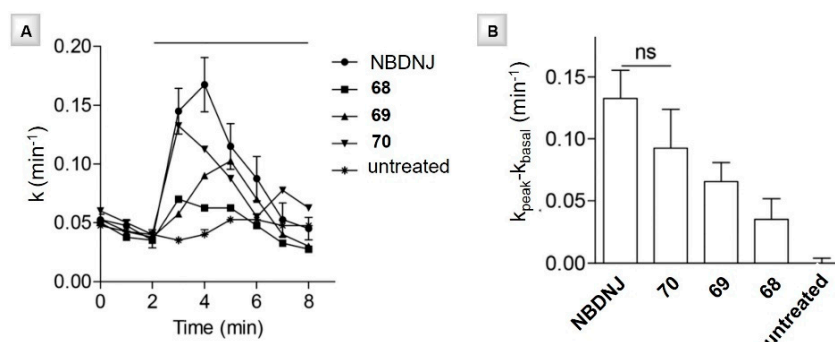 A
0.20
0.15
0.10
0.05
0.00
k (min-1)
0
2
4
6
8
Time (min)
NBDNJ
68
69
70
untreated
B
ns
0.15
0.10
0.05
0.00
kpeak-kbasal (min-1)
NBDNJ
70
69
68
untreated